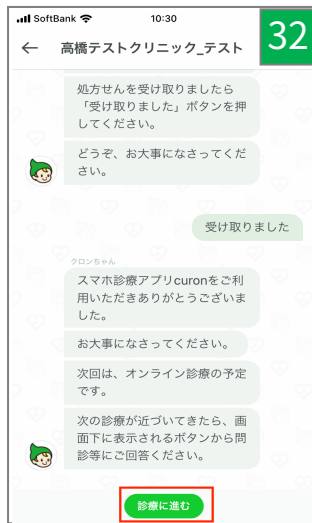 SoftBank 10:30
32
← 高橋テストクリニック_テスト
処方せんを受け取りましたら
「受け取りました」ボタンを押
してください。
どうぞ、お大事になさってくだ
さい。
受け取りました
クロンちゃん
スマホ診療アプリcuronをご利
用いただきありがとうございま
した。
お大事になさってください。
次回は、オンライン診療の予定
です。
次の診療が近づいてきたら、画
面下に表示されるボタンから問
診等にご回答ください。
診療に進む